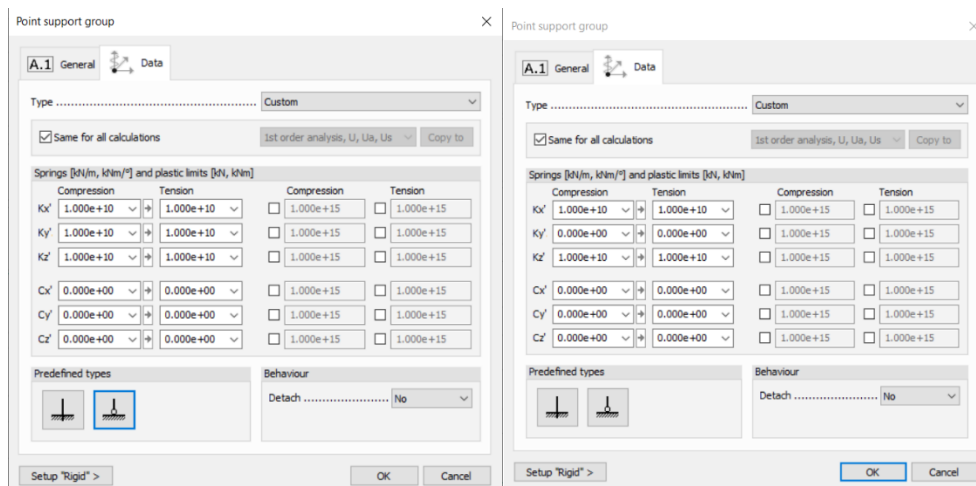 Point support group
A.1 General Data
Type Custom
Same for all calculations 1st order analysis, U, Ua, Us Copy to
Springs [kN/m, kNm/°] and plastic limits [kN, kNm]
Compression Tension Compression Tension
Kx' 1.000e+10 1.000e+10 1.000e+15 1.000e+15
Ky' 1.000e+10 1.000e+10 1.000e+15 1.000e+15
Kz' 1.000e+10 1.000e+10 1.000e+15 1.000e+15
Cx' 0.000e+00 0.000e+00 1.000e+15 1.000e+15
Cy' 0.000e+00 0.000e+00 1.000e+15 1.000e+15
Cz' 0.000e+00 0.000e+00 1.000e+15 1.000e+15
Predefined types Behaviour
Detach No
Setup "Rigid" > OK Cancel
Point support group
A.1 General Data
Type Custom
Same for all calculations 1st order analysis, U, Ua, Us Copy to
Springs [kN/m, kNm/°] and plastic limits [kN, kNm]
Compression Tension Compression Tension
Kx' 1.000e+10 1.000e+10 1.000e+15 1.000e+15
Ky' 0.000e+00 0.000e+00 1.000e+15 1.000e+15
Kz' 1.000e+10 1.000e+10 1.000e+15 1.000e+15
Cx' 0.000e+00 0.000e+00 1.000e+15 1.000e+15
Cy' 0.000e+00 0.000e+00 1.000e+15 1.000e+15
Cz' 0.000e+00 0.000e+00 1.000e+15 1.000e+15
Predefined types Behaviour
Detach No
Setup "Rigid" > OK Cancel